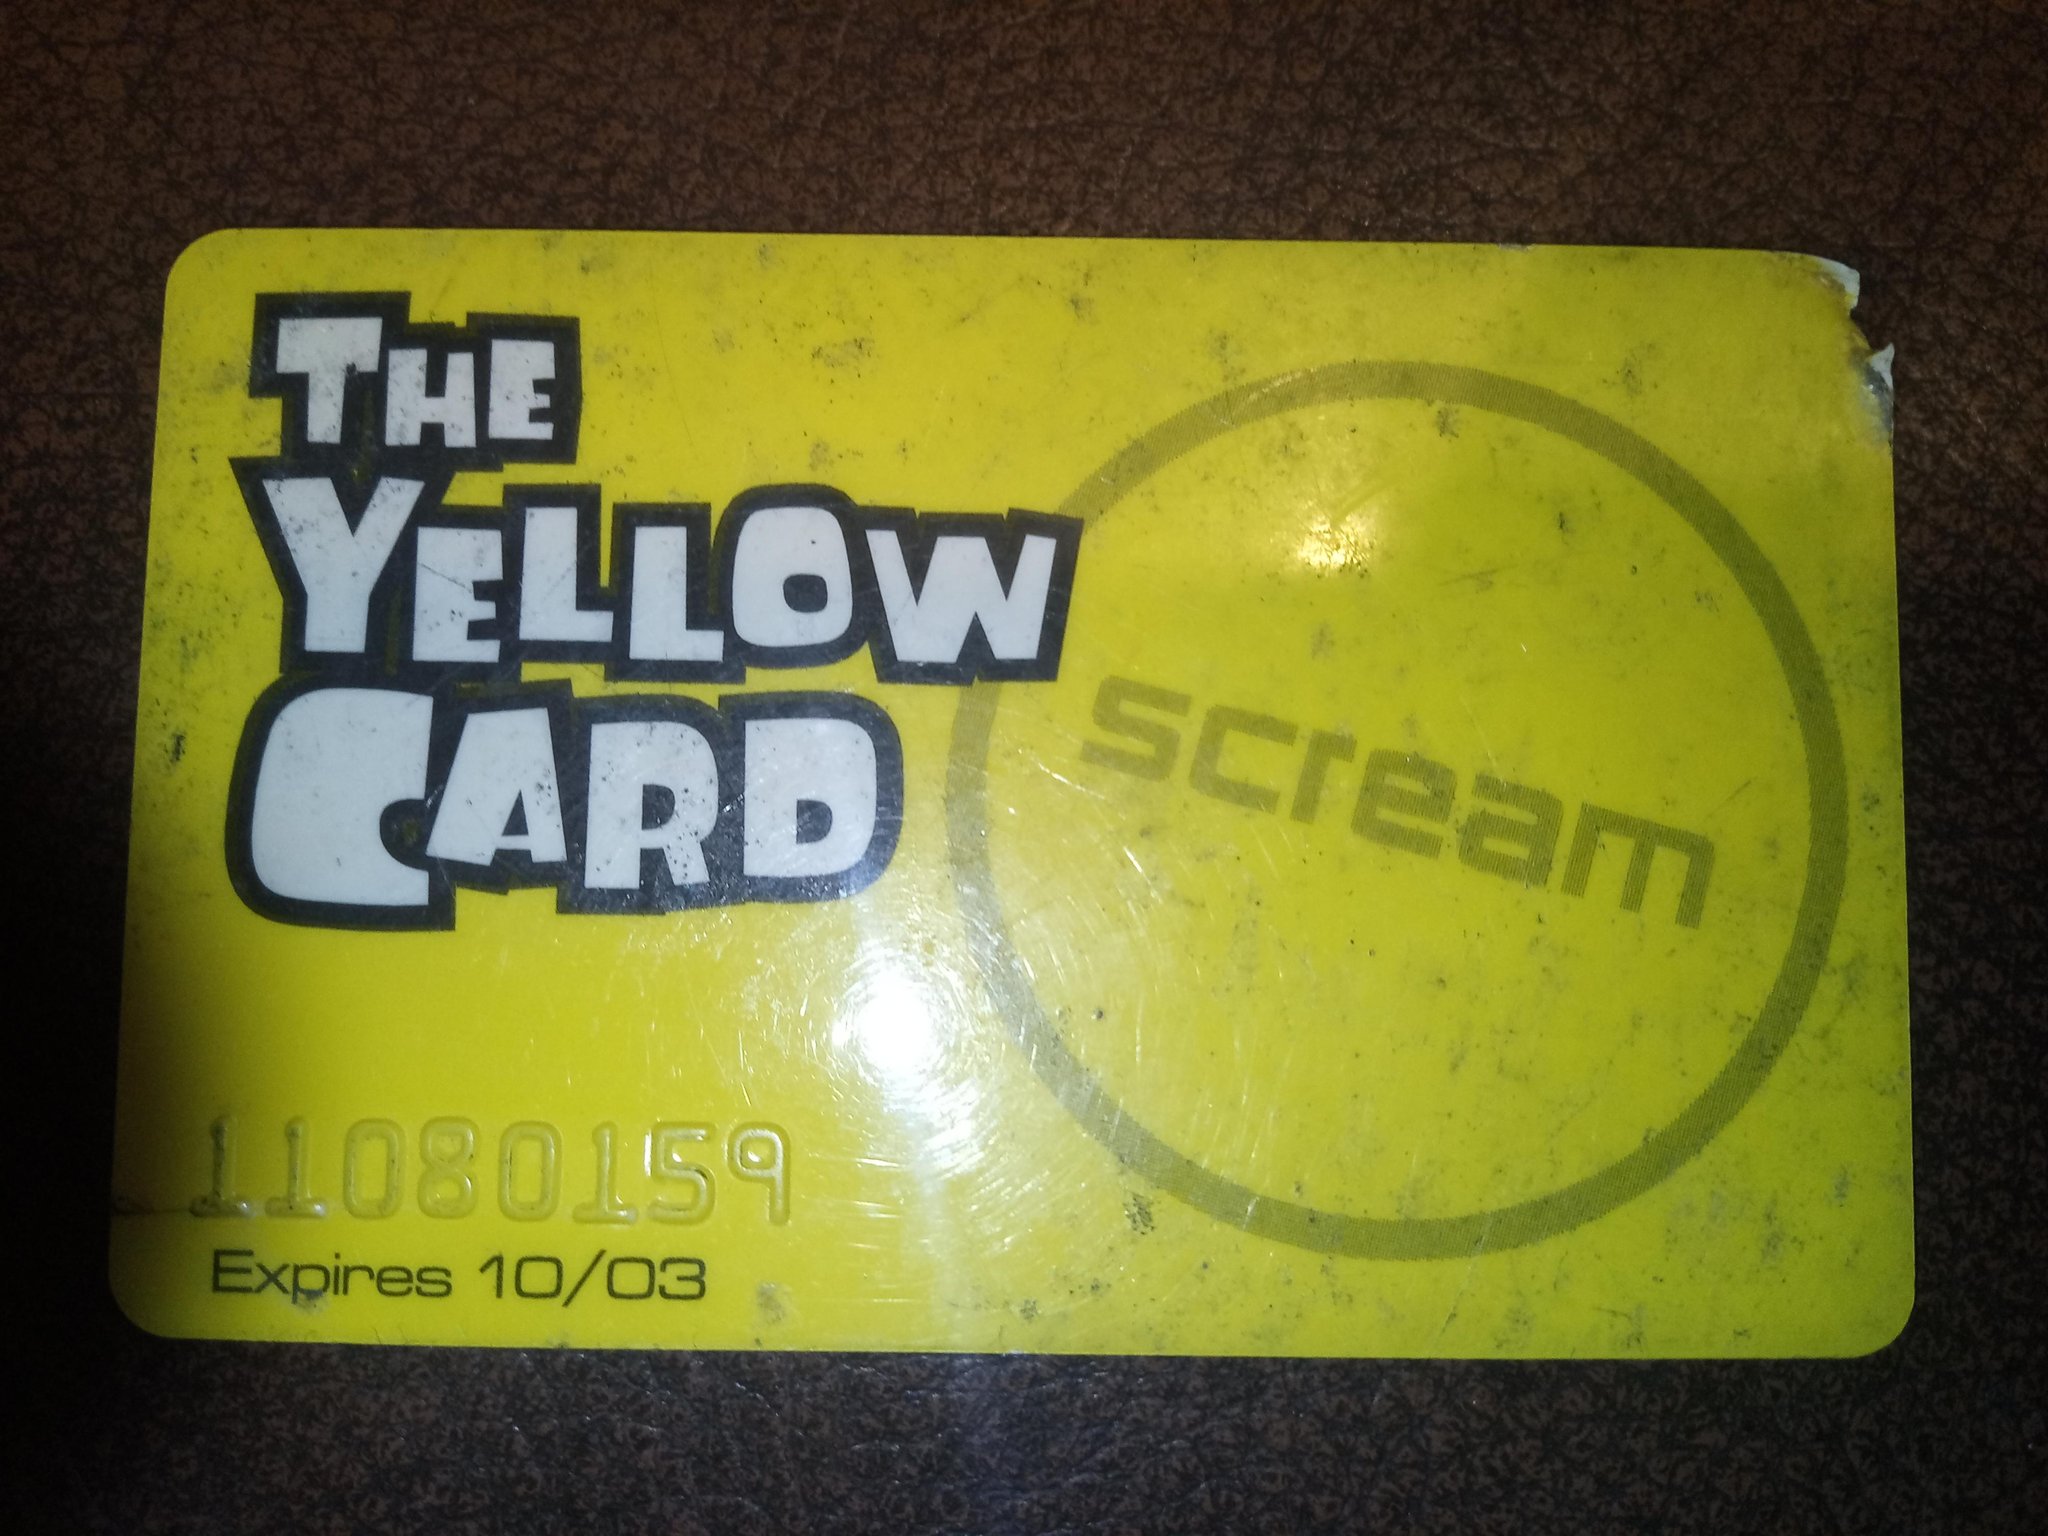 THE
YELLOW
CARD
scream
11080159
Expires 10/03